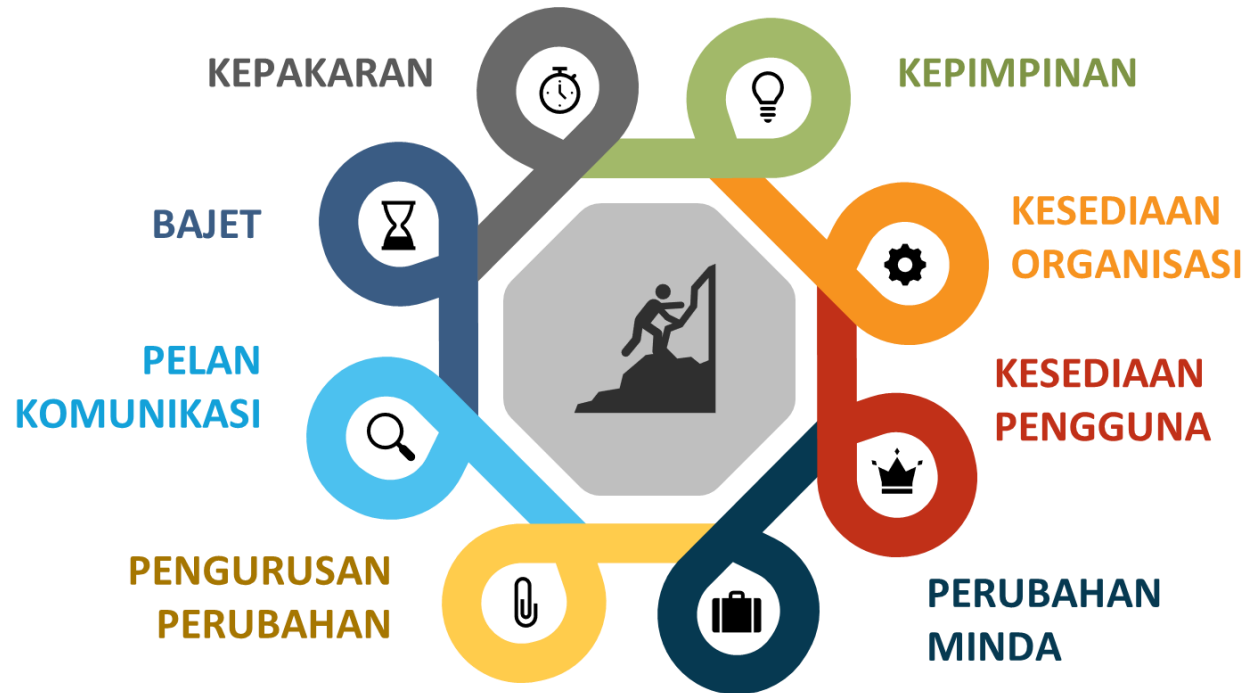 KEPAKARAN
KEPIMPINAN
BAJET
KESEDIAAN
ORGANISASI
PELAN
KOMUNIKASI
KESEDIAAN
PENGGUNA
PENGURUSAN
PERUBAHAN
PERUBAHAN
MINDA